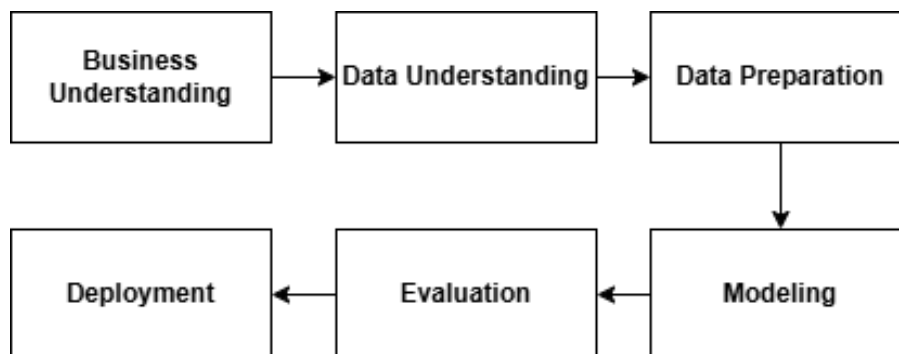 Business
Understanding
Data Understanding
Data Preparation
Deployment
Evaluation
Modeling